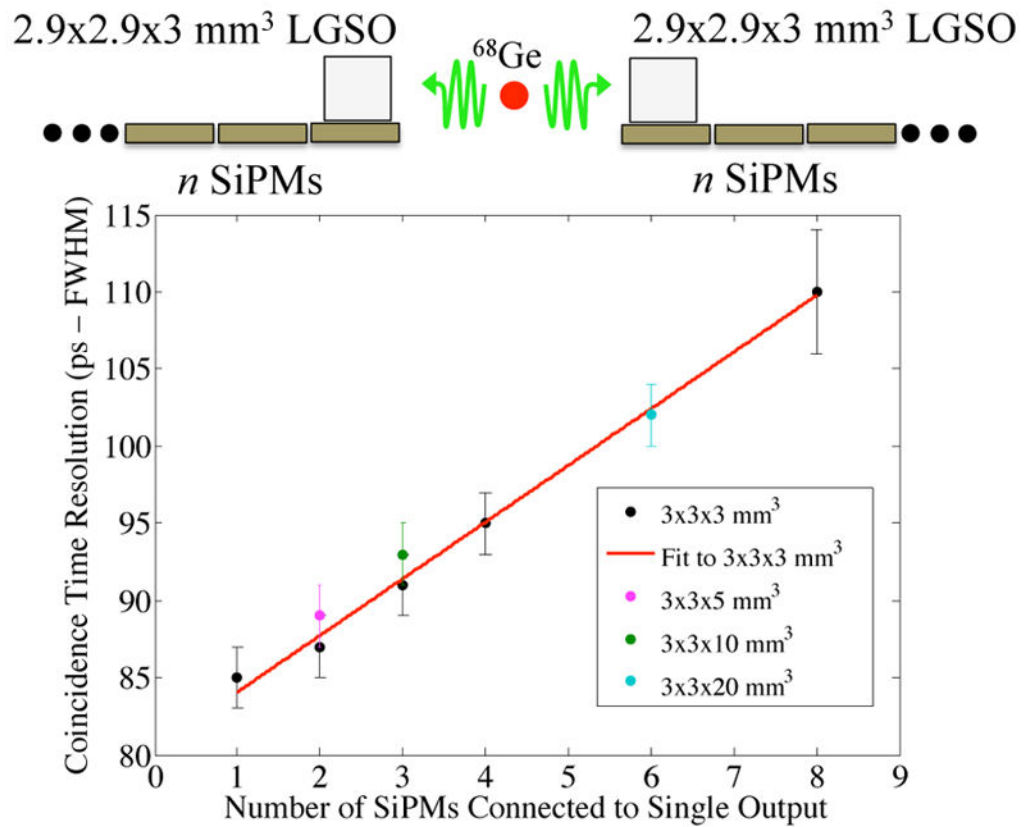 2.9x2.9x3 mm³ LGSO
2.9x2.9x3 mm³ LGSO
⁶⁸Ge
n SiPMs
n SiPMs
Coincidence Time Resolution (ps – FWHM)
115
110
105
100
95
90
85
80
3x3x3 mm³
Fit to 3x3x3 mm³
3x3x5 mm³
3x3x10 mm³
3x3x20 mm³
0 1 2 3 4 5 6 7 8 9
Number of SiPMs Connected to Single Output